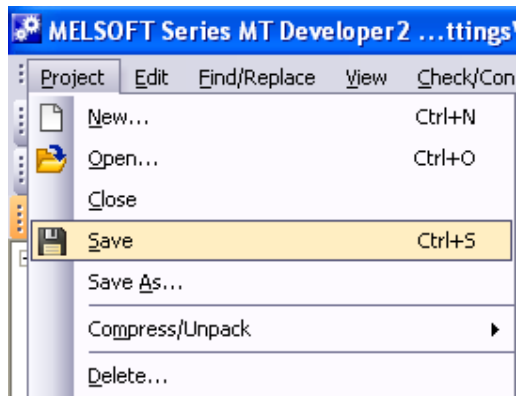 MELSOFT Series MT Developer2 ...ttings\
Project Edit Find/Replace View Check/Con
New... Ctrl+N
Open... Ctrl+O
Close
Save Ctrl+S
Save As...
Compress/Unpack
Delete...